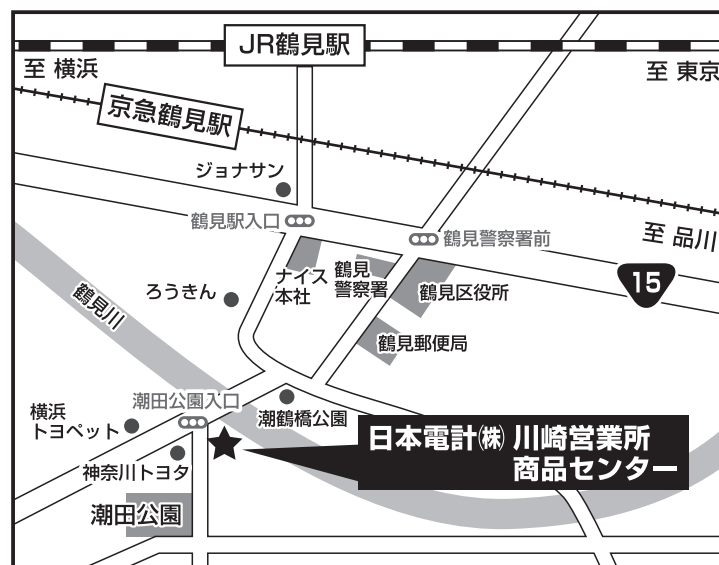 JR鶴見駅
至 横浜
至 東京
京急鶴見駅
ジョナサン
鶴見駅入口
鶴見警察署前
至 品川
ナイス
本社
鶴見
警察署
鶴見区役所
15
ろうきん
鶴見川
鶴見郵便局
潮田公園入口
横浜
トヨペット
潮鶴橋公園
日本電計㈱ 川崎営業所
商品センター
神奈川トヨタ
潮田公園